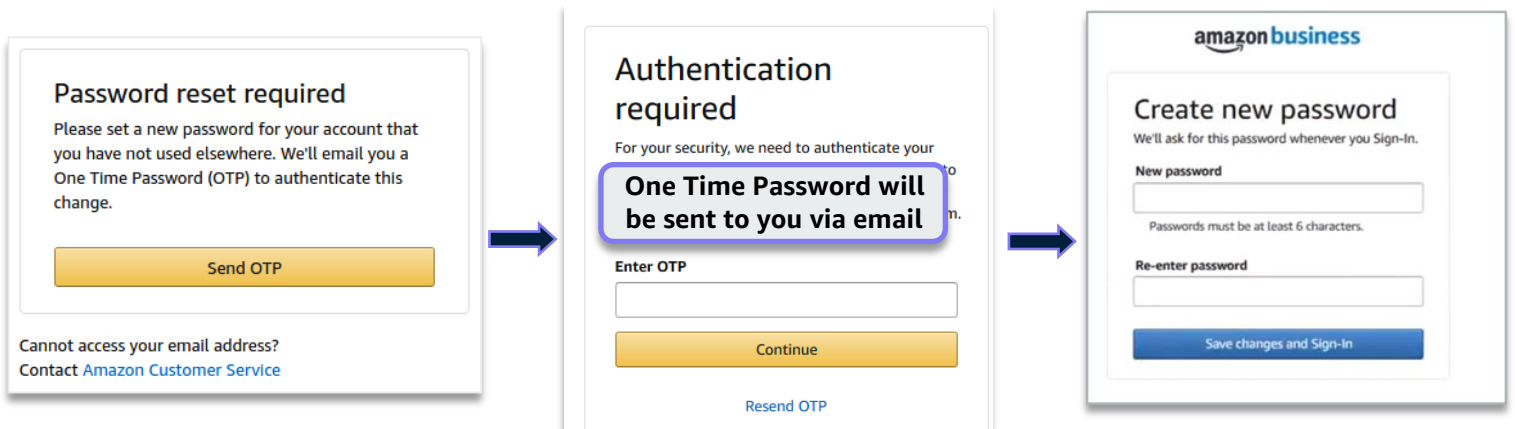 Password reset required
Please set a new password for your account that
you have not used elsewhere. We'll email you a
One Time Password (OTP) to authenticate this
change.
Send OTP
Cannot access your email address?
Contact Amazon Customer Service
Authentication
required
For your security, we need to authenticate your
to
One Time Password will
be sent to you via email
m.
Enter OTP
Continue
Resend OTP
amazon business
Create new password
We'll ask for this password whenever you Sign-In.
New password
Passwords must be at least 6 characters.
Re-enter password
Save changes and Sign-In